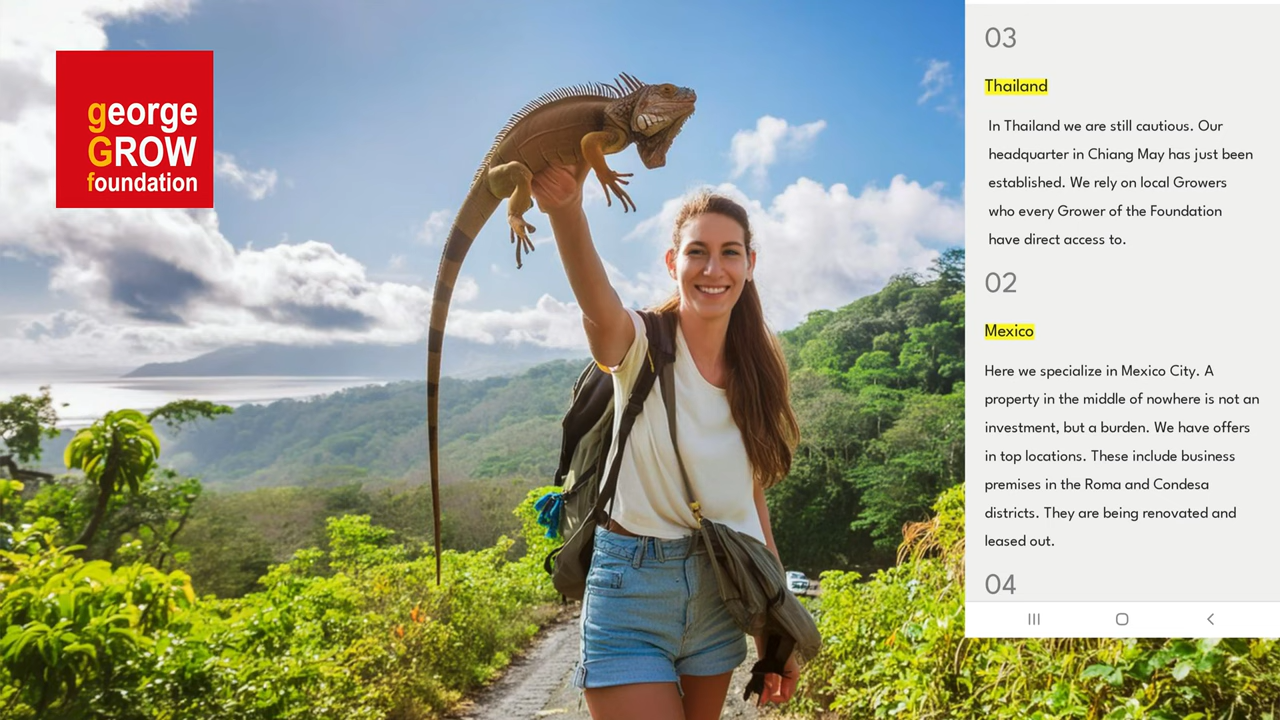 george
GROW
foundation
03
Thailand
In Thailand we are still cautious. Our
headquarter in Chiang May has just been
established. We rely on local Growers
who every Grower of the Foundation
have direct access to.
02
Mexico
Here we specialize in Mexico City. A
property in the middle of nowhere is not an
investment, but a burden. We have offers
in top locations. These include business
premises in the Roma and Condesa
districts. They are being renovated and
leased out.
04